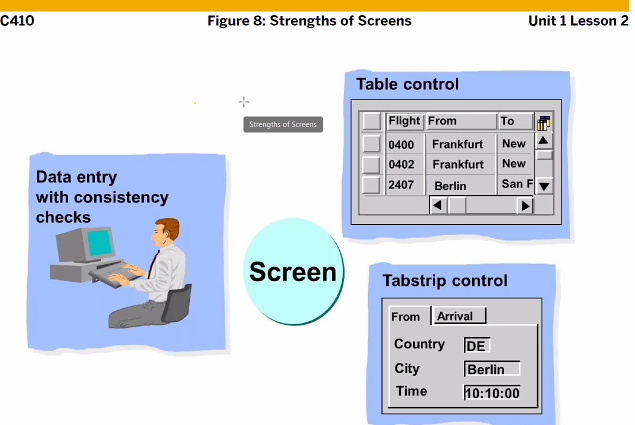 C410 Figure 8: Strengths of Screens Unit 1 Lesson 2
Strengths of Screens
Data entry
with consistency
checks
Screen
Table control
Flight From To
0400 Frankfurt New
0402 Frankfurt New
2407 Berlin San F
Tabstrip control
From Arrival
Country DE
City Berlin
Time 10:10:00